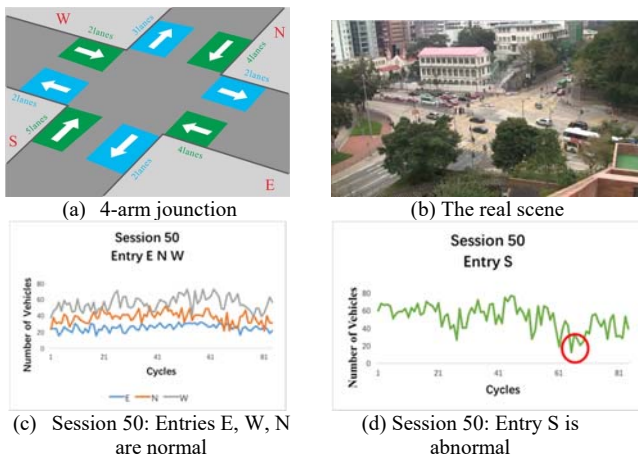 W
2lanes
3lanes
N
4lanes
2lanes
2lanes
S
5lanes
2lanes
4lanes
E
(a) 4-arm jounction
(b) The real scene
Session 50
Entry E N W
Number of Vehicles
80
60
40
20
0
1 21 41 61 81
Cycles
E N W
(c) Session 50: Entries E, W, N
are normal
Session 50
Entry S
Number of Vehicles
80
60
40
20
0
1 21 41 61 81
Cycles
(d) Session 50: Entry S is
abnormal